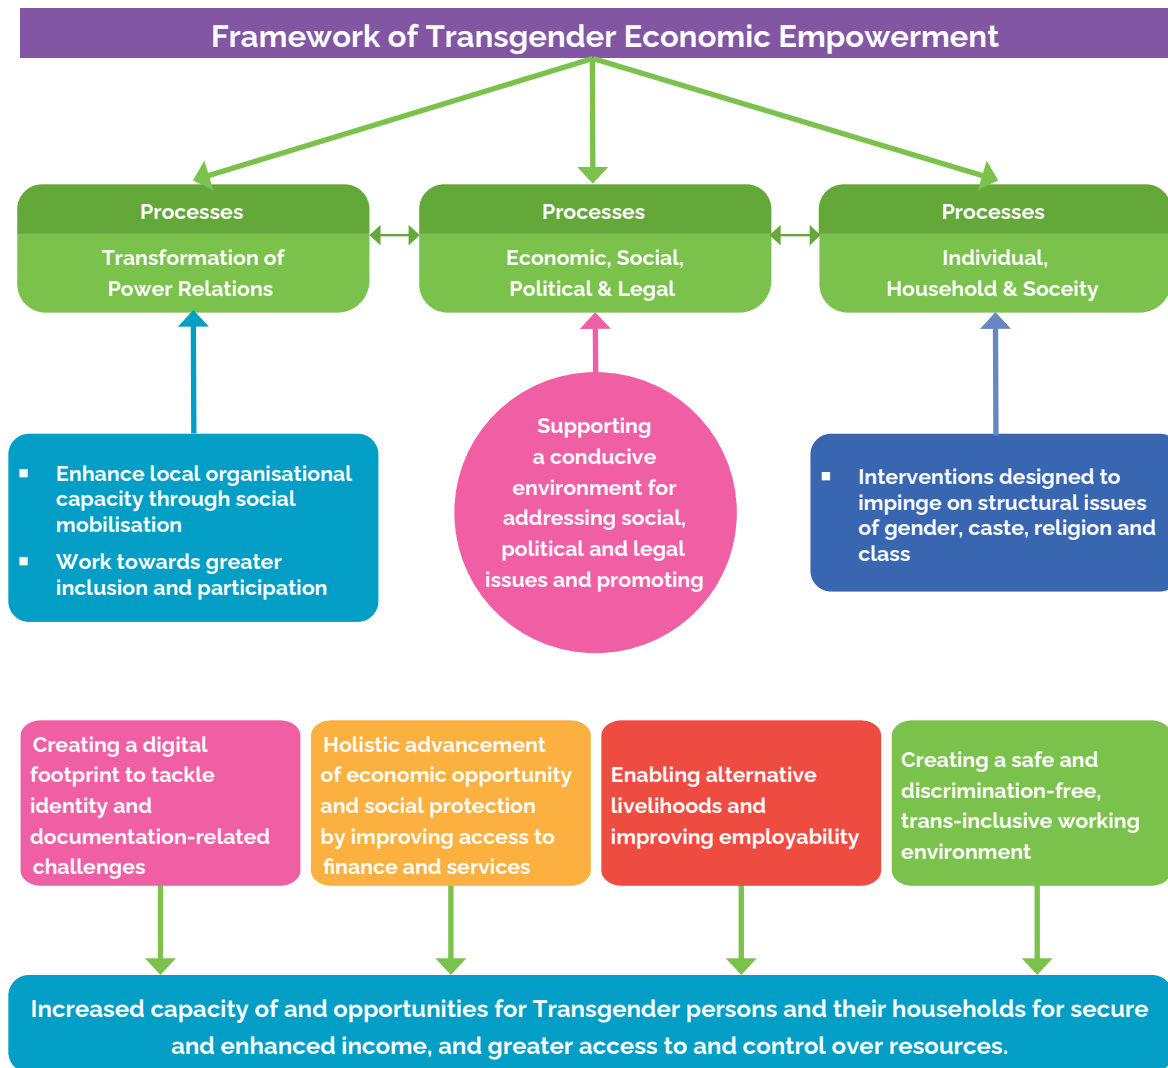 Framework of Transgender Economic Empowerment
Processes
Transformation of
Power Relations
Processes
Economic, Social,
Political & Legal
Processes
Individual,
Household & Soceity
▪ Enhance local organisational
capacity through social
mobilisation
▪ Work towards greater
inclusion and participation
Supporting
a conducive
environment for
addressing social,
political and legal
issues and promoting
▪ Interventions designed to
impinge on structural issues
of gender, caste, religion and
class
Creating a digital
footprint to tackle
identity and
documentation-related
challenges
Holistic advancement
of economic opportunity
and social protection
by improving access to
finance and services
Enabling alternative
livelihoods and
improving employability
Creating a safe and
discrimination-free,
trans-inclusive working
environment
Increased capacity of and opportunities for Transgender persons and their households for secure
and enhanced income, and greater access to and control over resources.